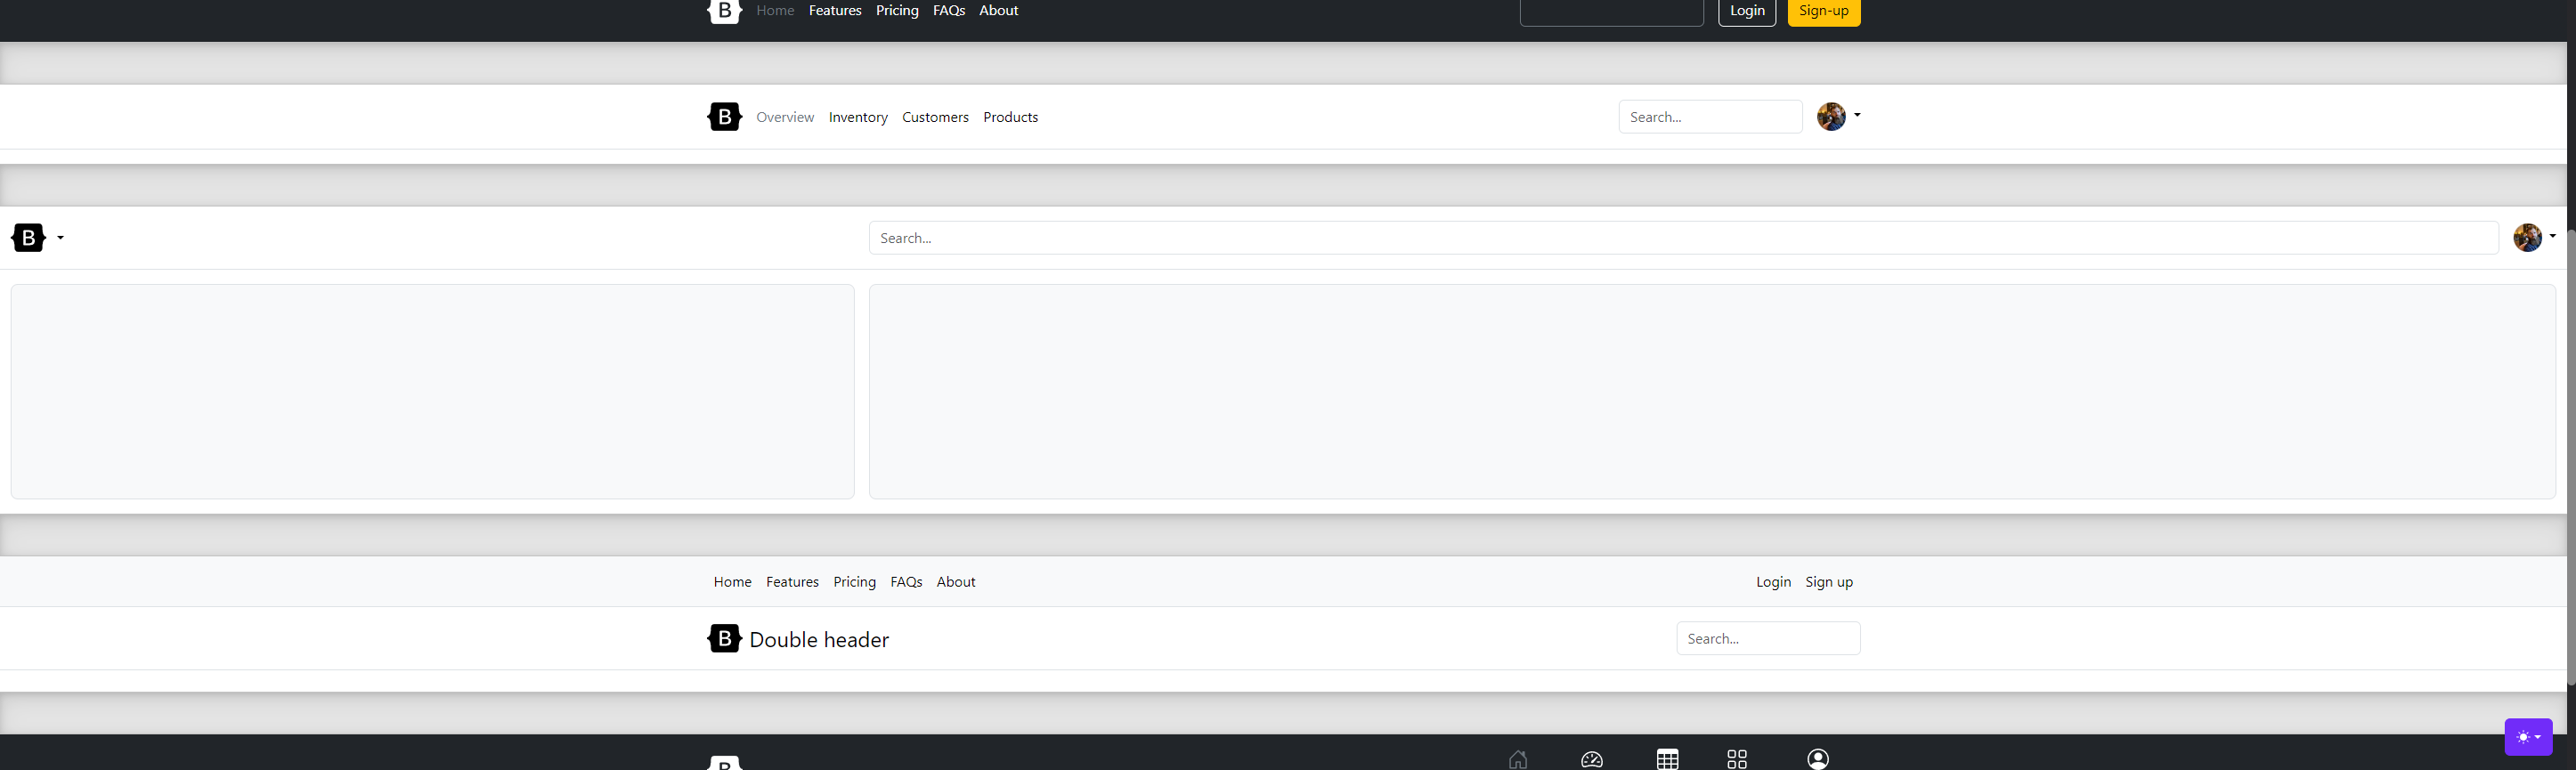 B Home Features Pricing FAQs About Login Sign-up
B Overview Inventory Customers Products Search...
B Search...
Home Features Pricing FAQs About Login Sign up
B Double header Search...
B